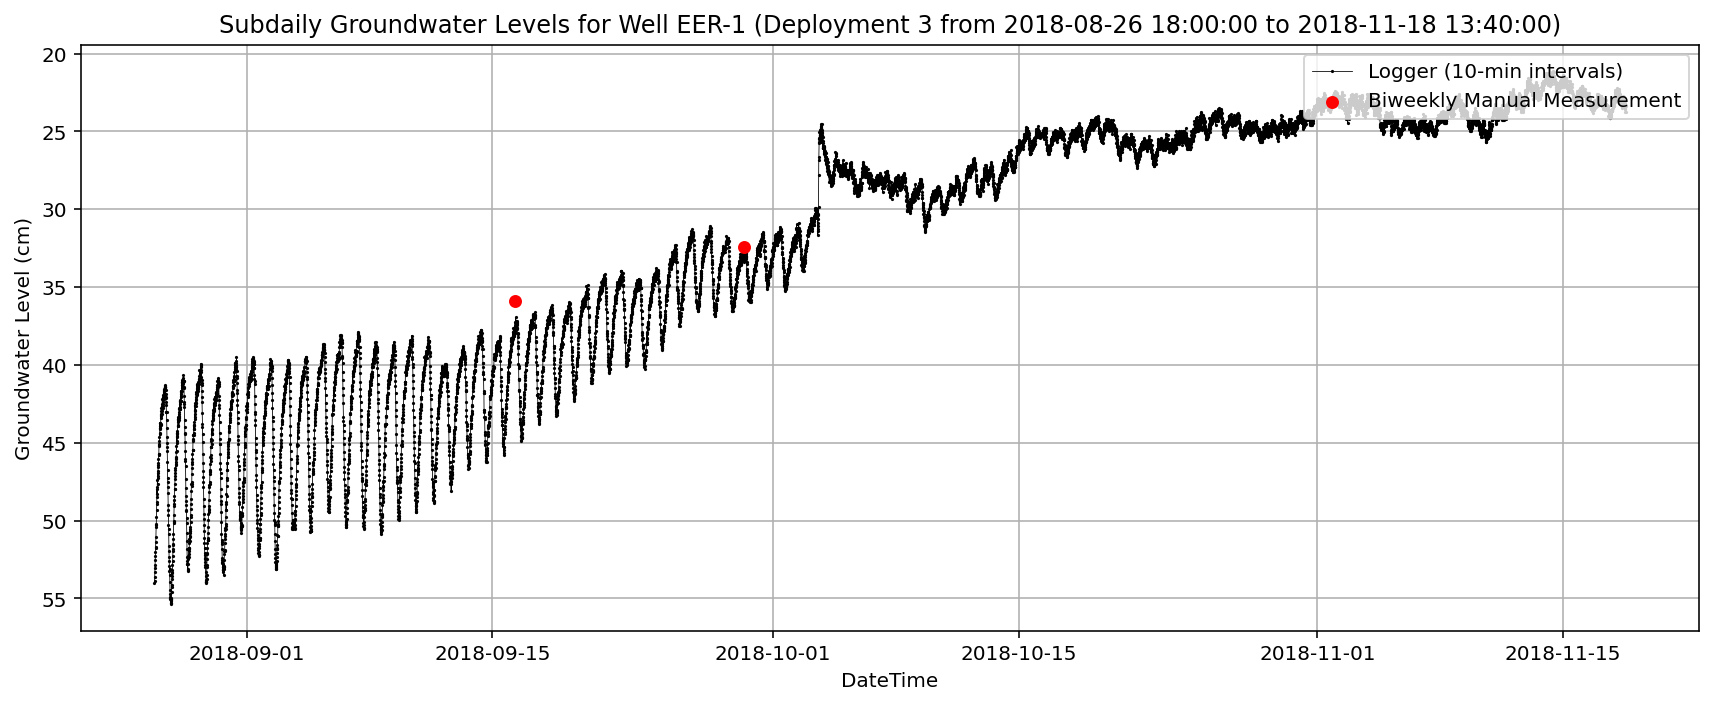 Subdaily Groundwater Levels for Well EER-1 (Deployment 3 from 2018-08-26 18:00:00 to 2018-11-18 13:40:00)
Logger (10-min intervals)
Biweekly Manual Measurement
Groundwater Level (cm)
20
25
30
35
40
45
50
55
2018-09-01
2018-09-15
2018-10-01
2018-10-15
2018-11-01
2018-11-15
DateTime